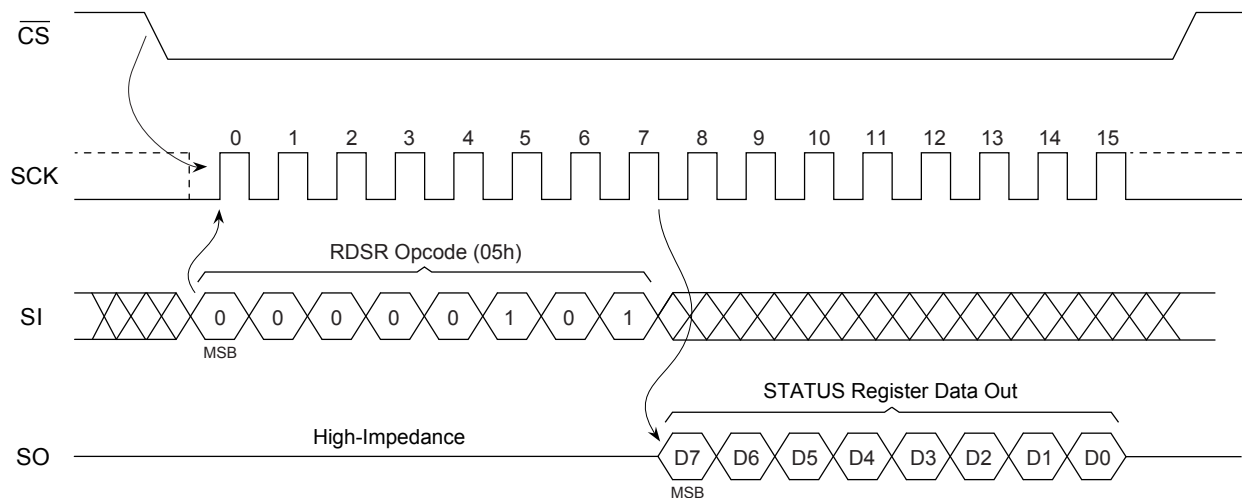 CS
0 1 2 3 4 5 6 7 8 9 10 11 12 13 14 15
SCK
RDSR Opcode (05h)
SI
0 0 0 0 0 1 0 1
MSB
STATUS Register Data Out
High-Impedance
SO
D7 D6 D5 D4 D3 D2 D1 D0
MSB